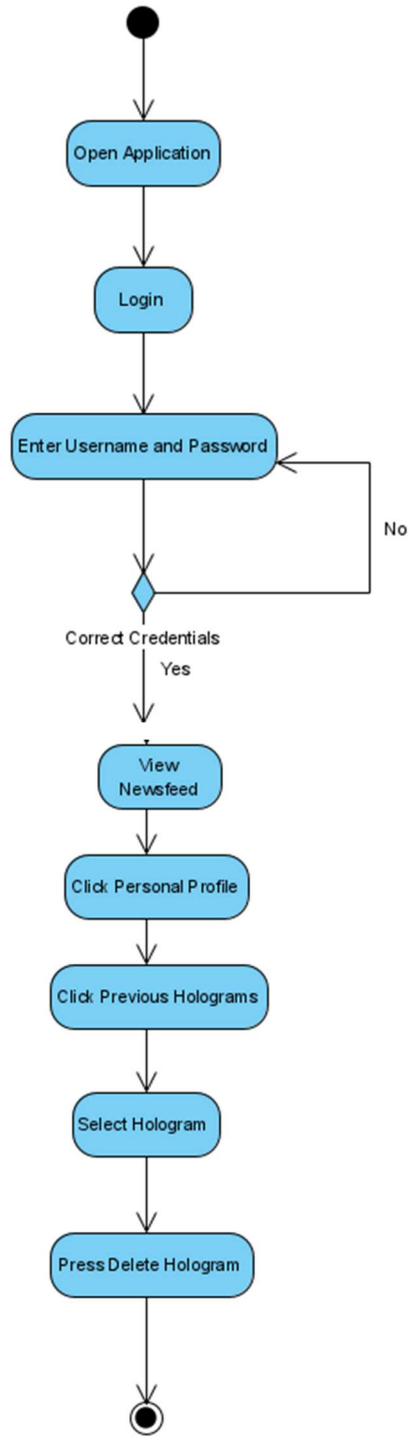 Open Application
Login
Enter Username and Password
No
Correct Credentials
Yes
View
Newsfeed
Click Personal Profile
Click Previous Holograms
Select Hologram
Press Delete Hologram